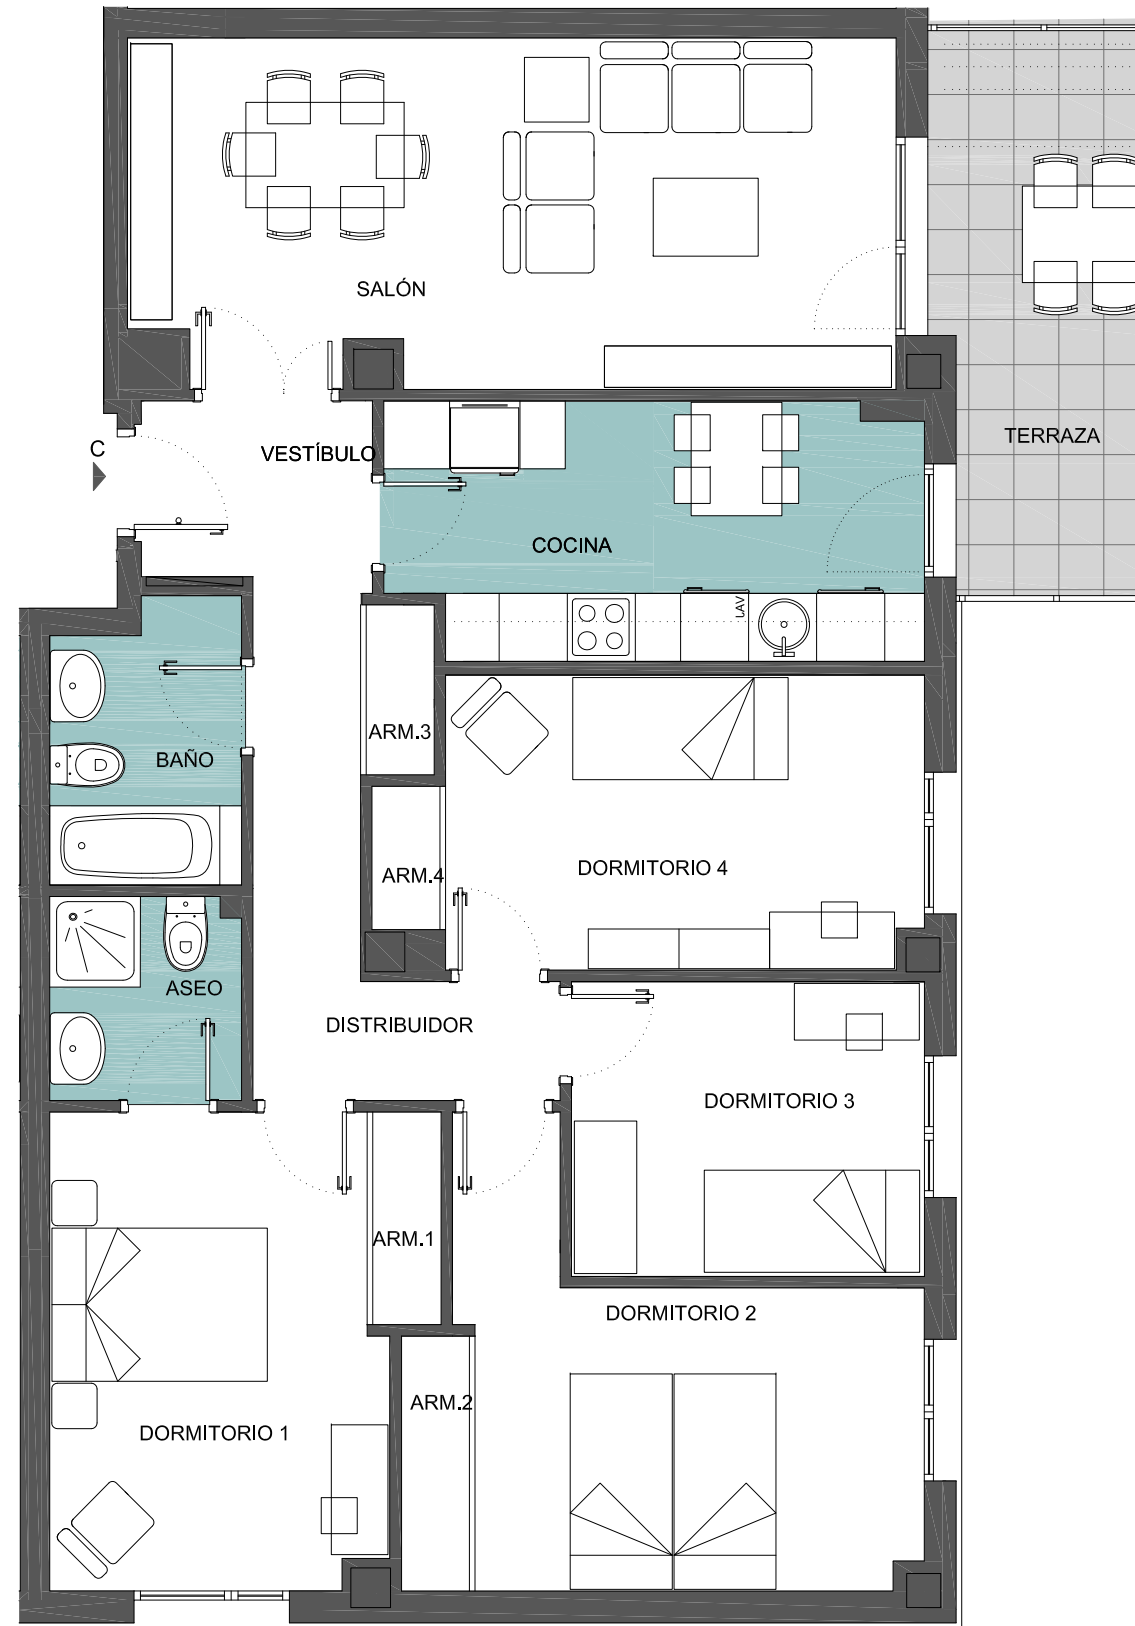 SALÓN
TERRAZA
C
VESTÍBULO
COCINA
LAV
ARM.3
BAÑO
DORMITORIO 4
ARM.4
ASEO
DISTRIBUIDOR
DORMITORIO 3
ARM.1
DORMITORIO 2
ARM.2
DORMITORIO 1